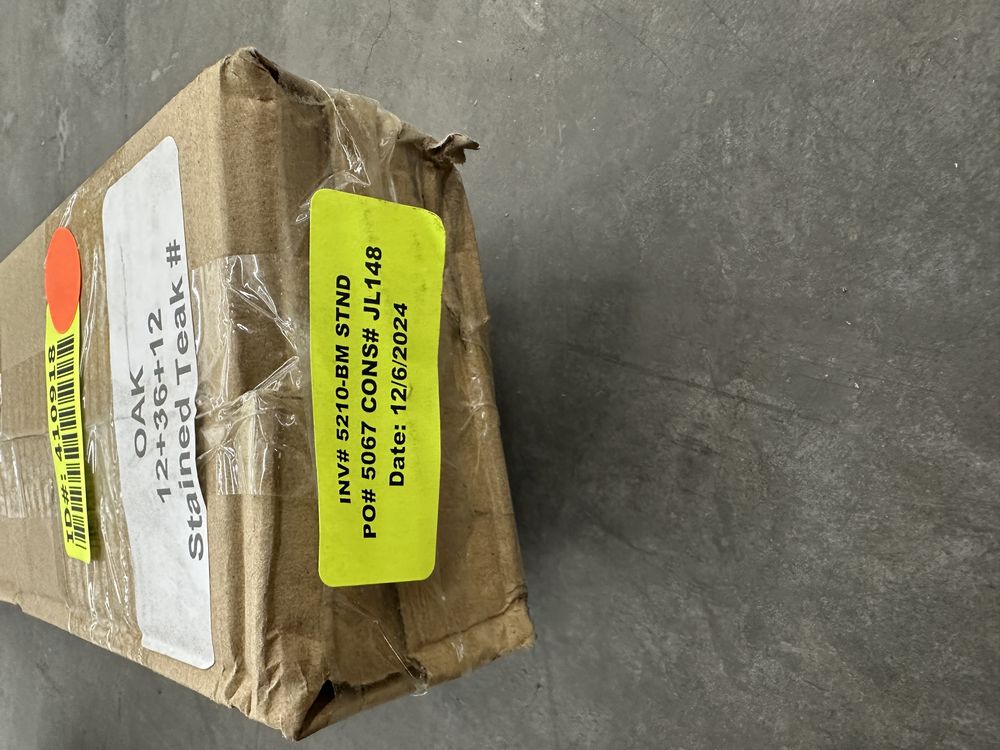 ID#: 410918
OAK
12+36+12
Stained Teak #
INV# 5210-BM STND
PO# 5067 CONS# JL148
Date: 12/6/2024